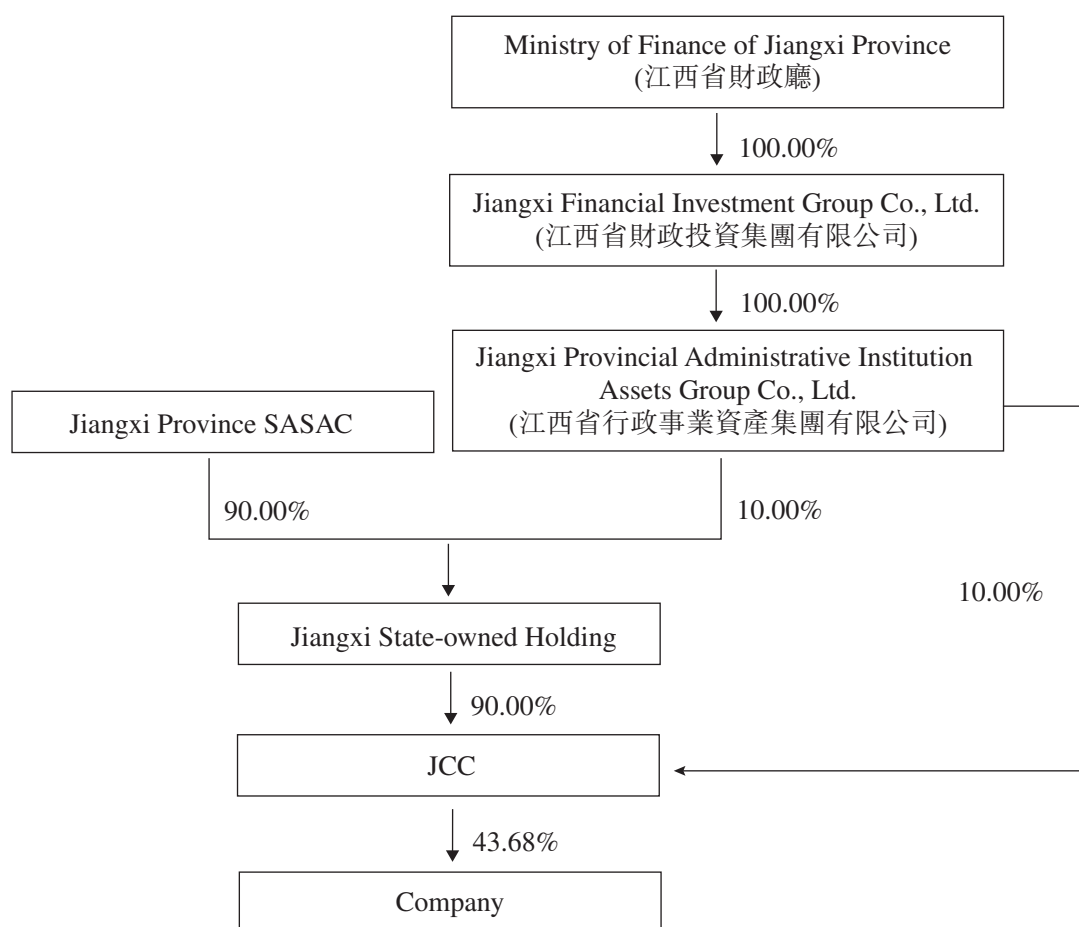 Ministry of Finance of Jiangxi Province
(江西省財政廳)
100.00%
Jiangxi Financial Investment Group Co., Ltd.
(江西省財政投資集團有限公司)
100.00%
Jiangxi Provincial Administrative Institution
Assets Group Co., Ltd.
(江西省行政事業資產集團有限公司)
Jiangxi Province SASAC
90.00%
10.00%
10.00%
Jiangxi State-owned Holding
90.00%
JCC
43.68%
Company